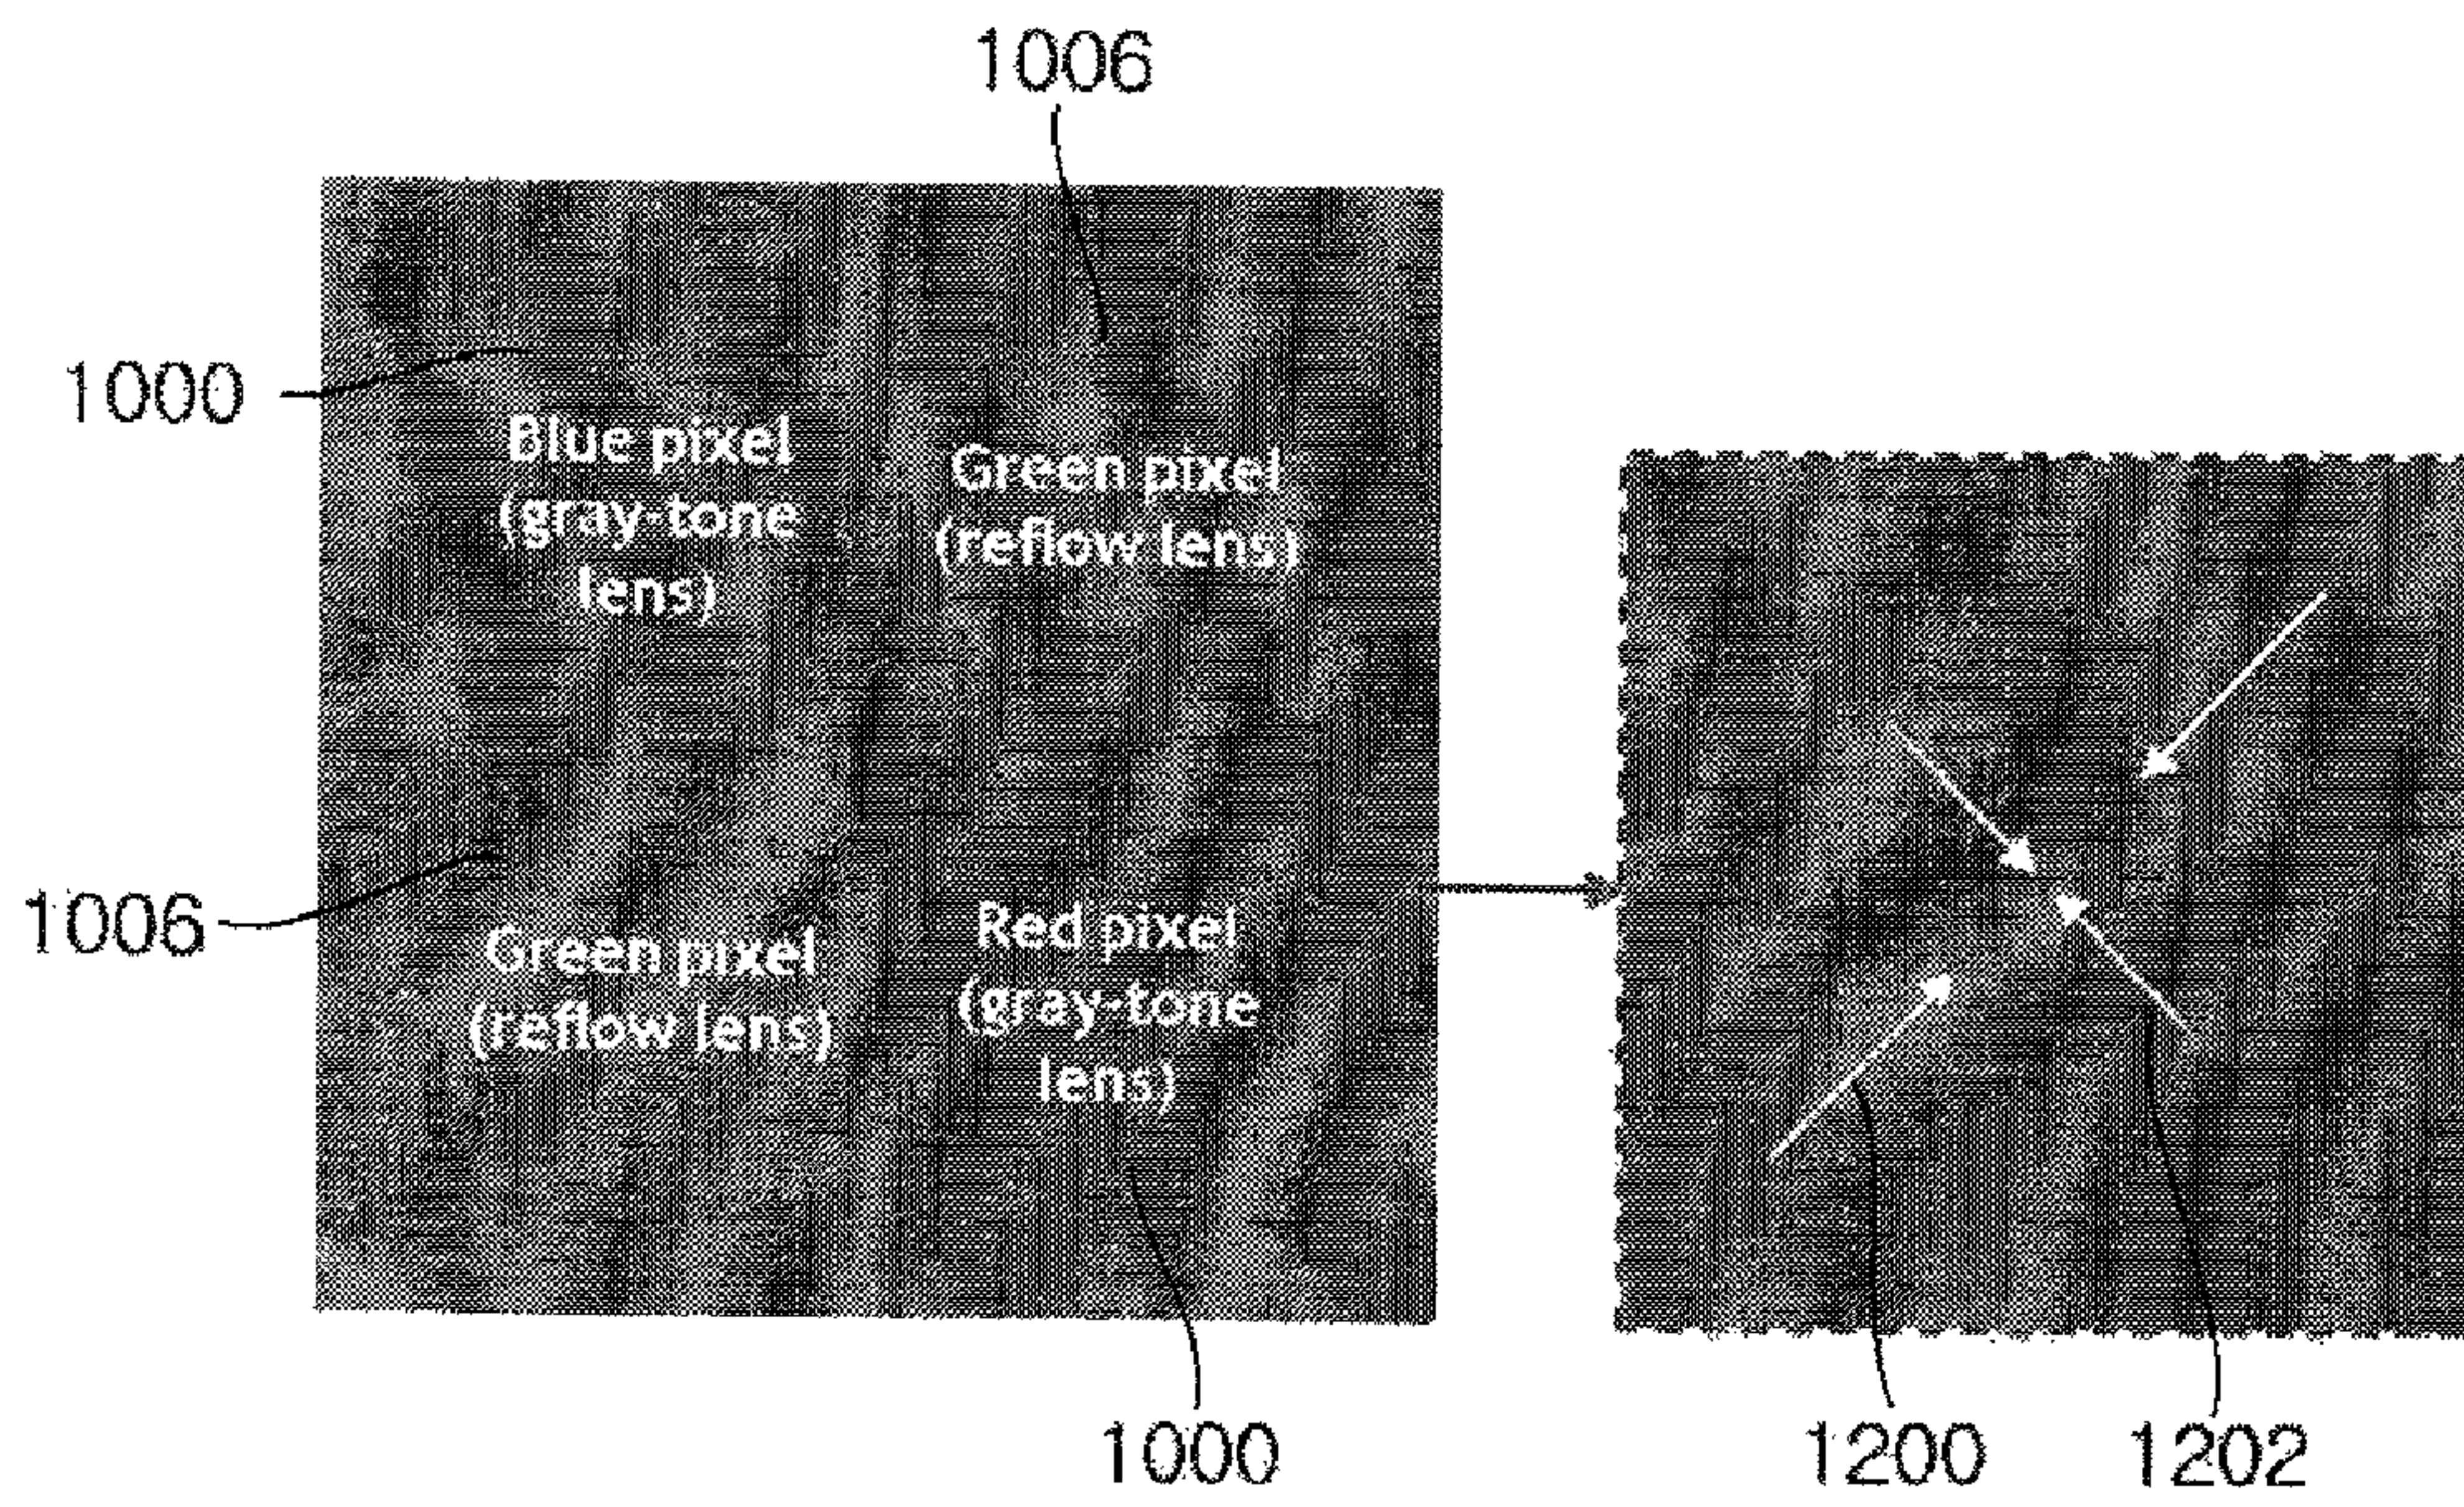 1006
1000
Blue pixel
(gray-tone
lens)
Green pixel
(reflow lens)
1006
Green pixel
(reflow lens)
Red pixel
(gray-tone
lens)
1000
1200
1202